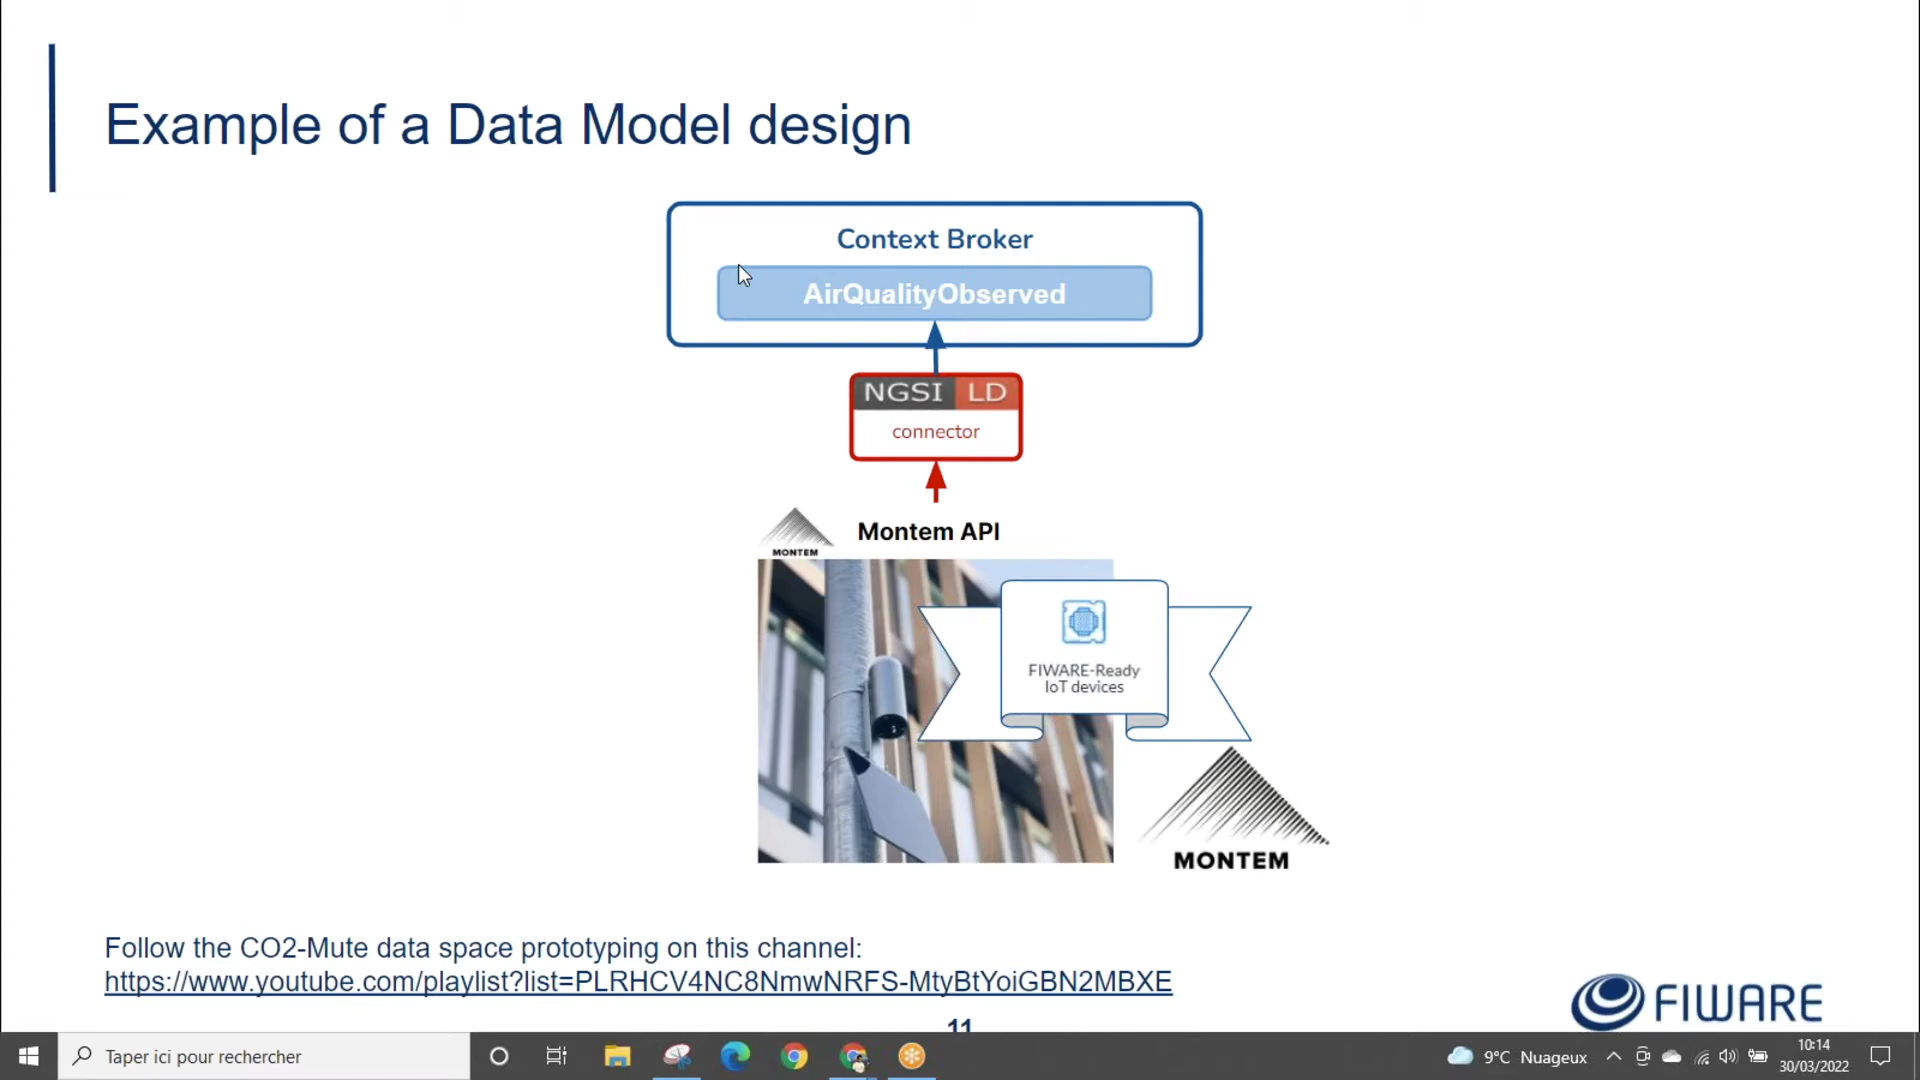 Example of a Data Model design
Context Broker
AirQualityObserved
NGSI LD
connector
MONTEM
Montem API
FIWARE-Ready
IoT devices
MONTEM
Follow the CO2-Mute data space prototyping on this channel:
https://www.youtube.com/playlist?list=PLRHCV4NC8NmwNRFS-MtyBtYoiGBN2MBXE
FIWARE
11
Taper ici pour rechercher
9°C Nuageux
10:14
30/03/2022